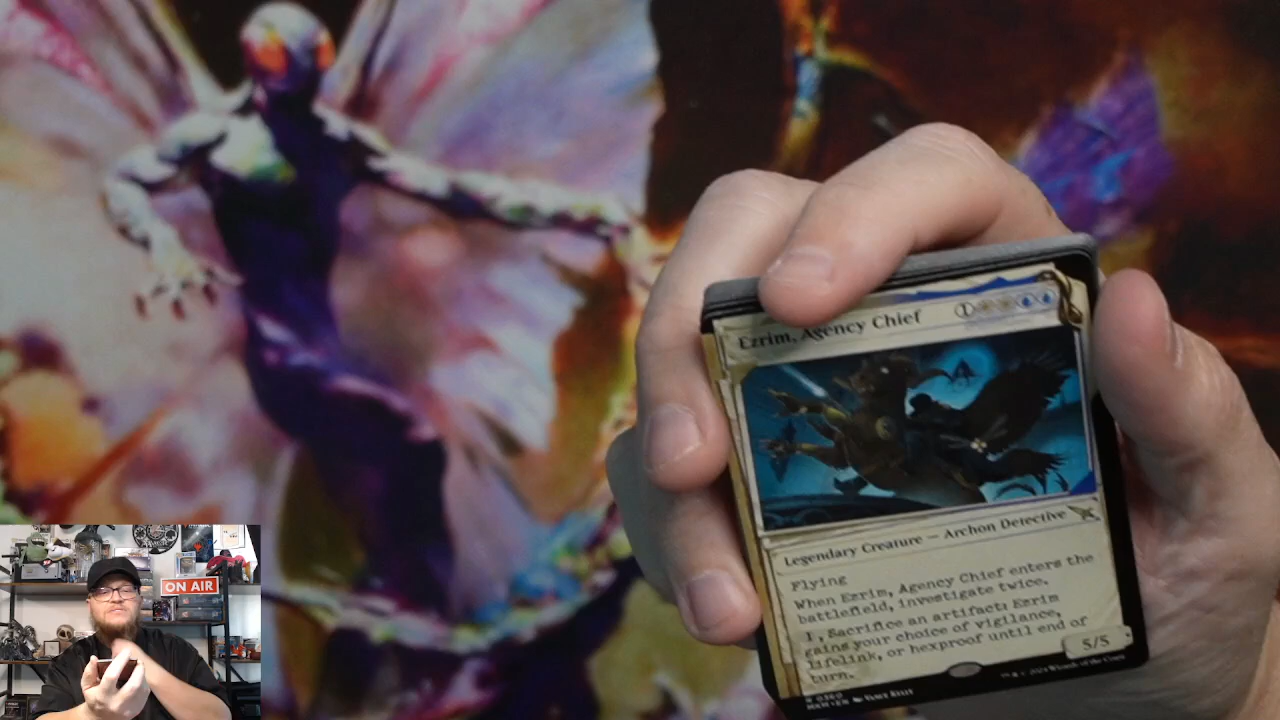 Ezrim, Agency Chief
Legendary Creature — Archon Detective
Flying
When Ezrim, Agency Chief enters the
battlefield, investigate twice.
1, Sacrifice an artifact: Ezrim
gains your choice of vigilance,
lifelink, or hexproof until end of
turn.
5/5
ON AIR